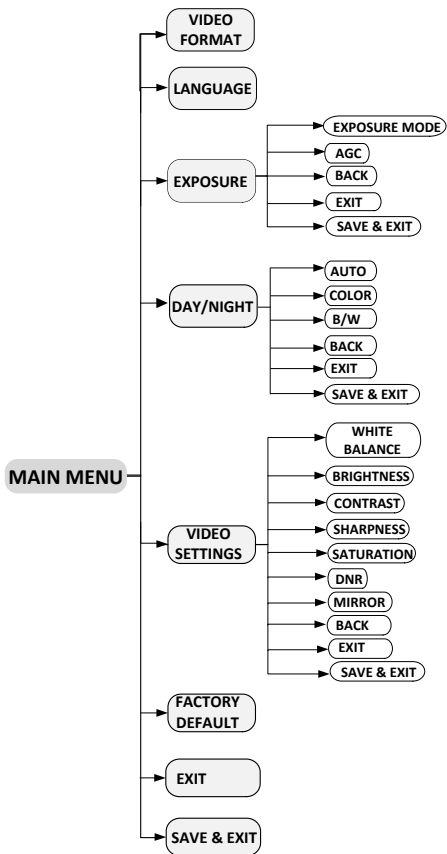 MAIN MENU
VIDEO
FORMAT
LANGUAGE
EXPOSURE
EXPOSURE MODE
AGC
BACK
EXIT
SAVE & EXIT
DAY/NIGHT
AUTO
COLOR
B/W
BACK
EXIT
SAVE & EXIT
VIDEO
SETTINGS
WHITE
BALANCE
BRIGHTNESS
CONTRAST
SHARPNESS
SATURATION
DNR
MIRROR
BACK
EXIT
SAVE & EXIT
FACTORY
DEFAULT
EXIT
SAVE & EXIT